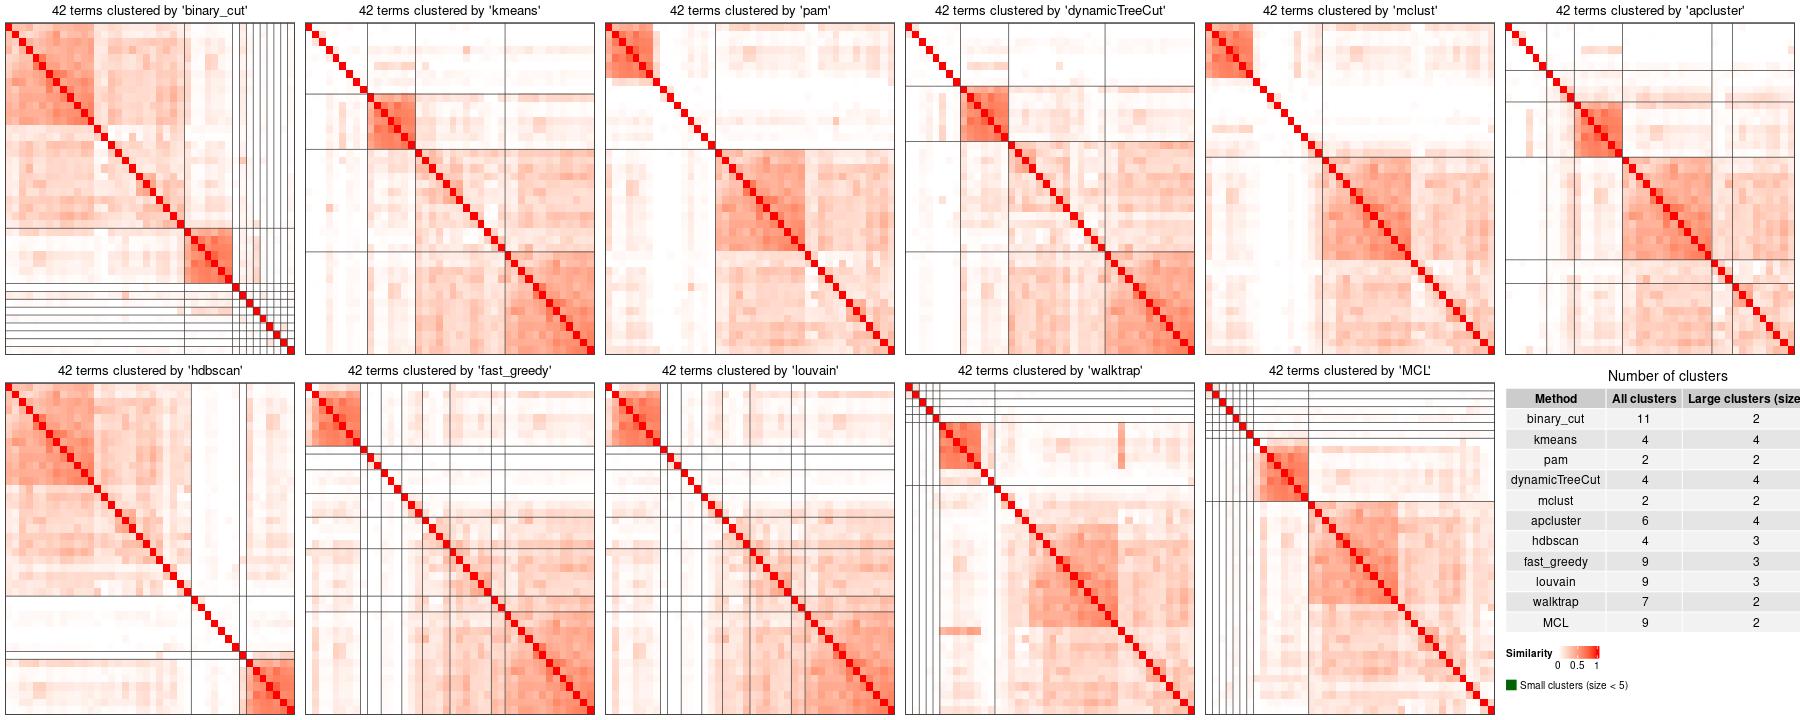 42 terms clustered by 'binary_cut'
42 terms clustered by 'kmeans'
42 terms clustered by 'pam'
42 terms clustered by 'dynamicTreeCut'
42 terms clustered by 'mclust'
42 terms clustered by 'apcluster'
42 terms clustered by 'hdbscan'
42 terms clustered by 'fast_greedy'
42 terms clustered by 'louvain'
42 terms clustered by 'walktrap'
42 terms clustered by 'MCL'
Number of clusters
Method All clusters Large clusters (size
binary_cut 11 2
kmeans 4 4
pam 2 2
dynamicTreeCut 4 4
mclust 2 2
apcluster 6 4
hdbscan 4 3
fast_greedy 9 3
louvain 9 3
walktrap 7 2
MCL 9 2
Similarity
0 0.5 1
Small clusters (size < 5)